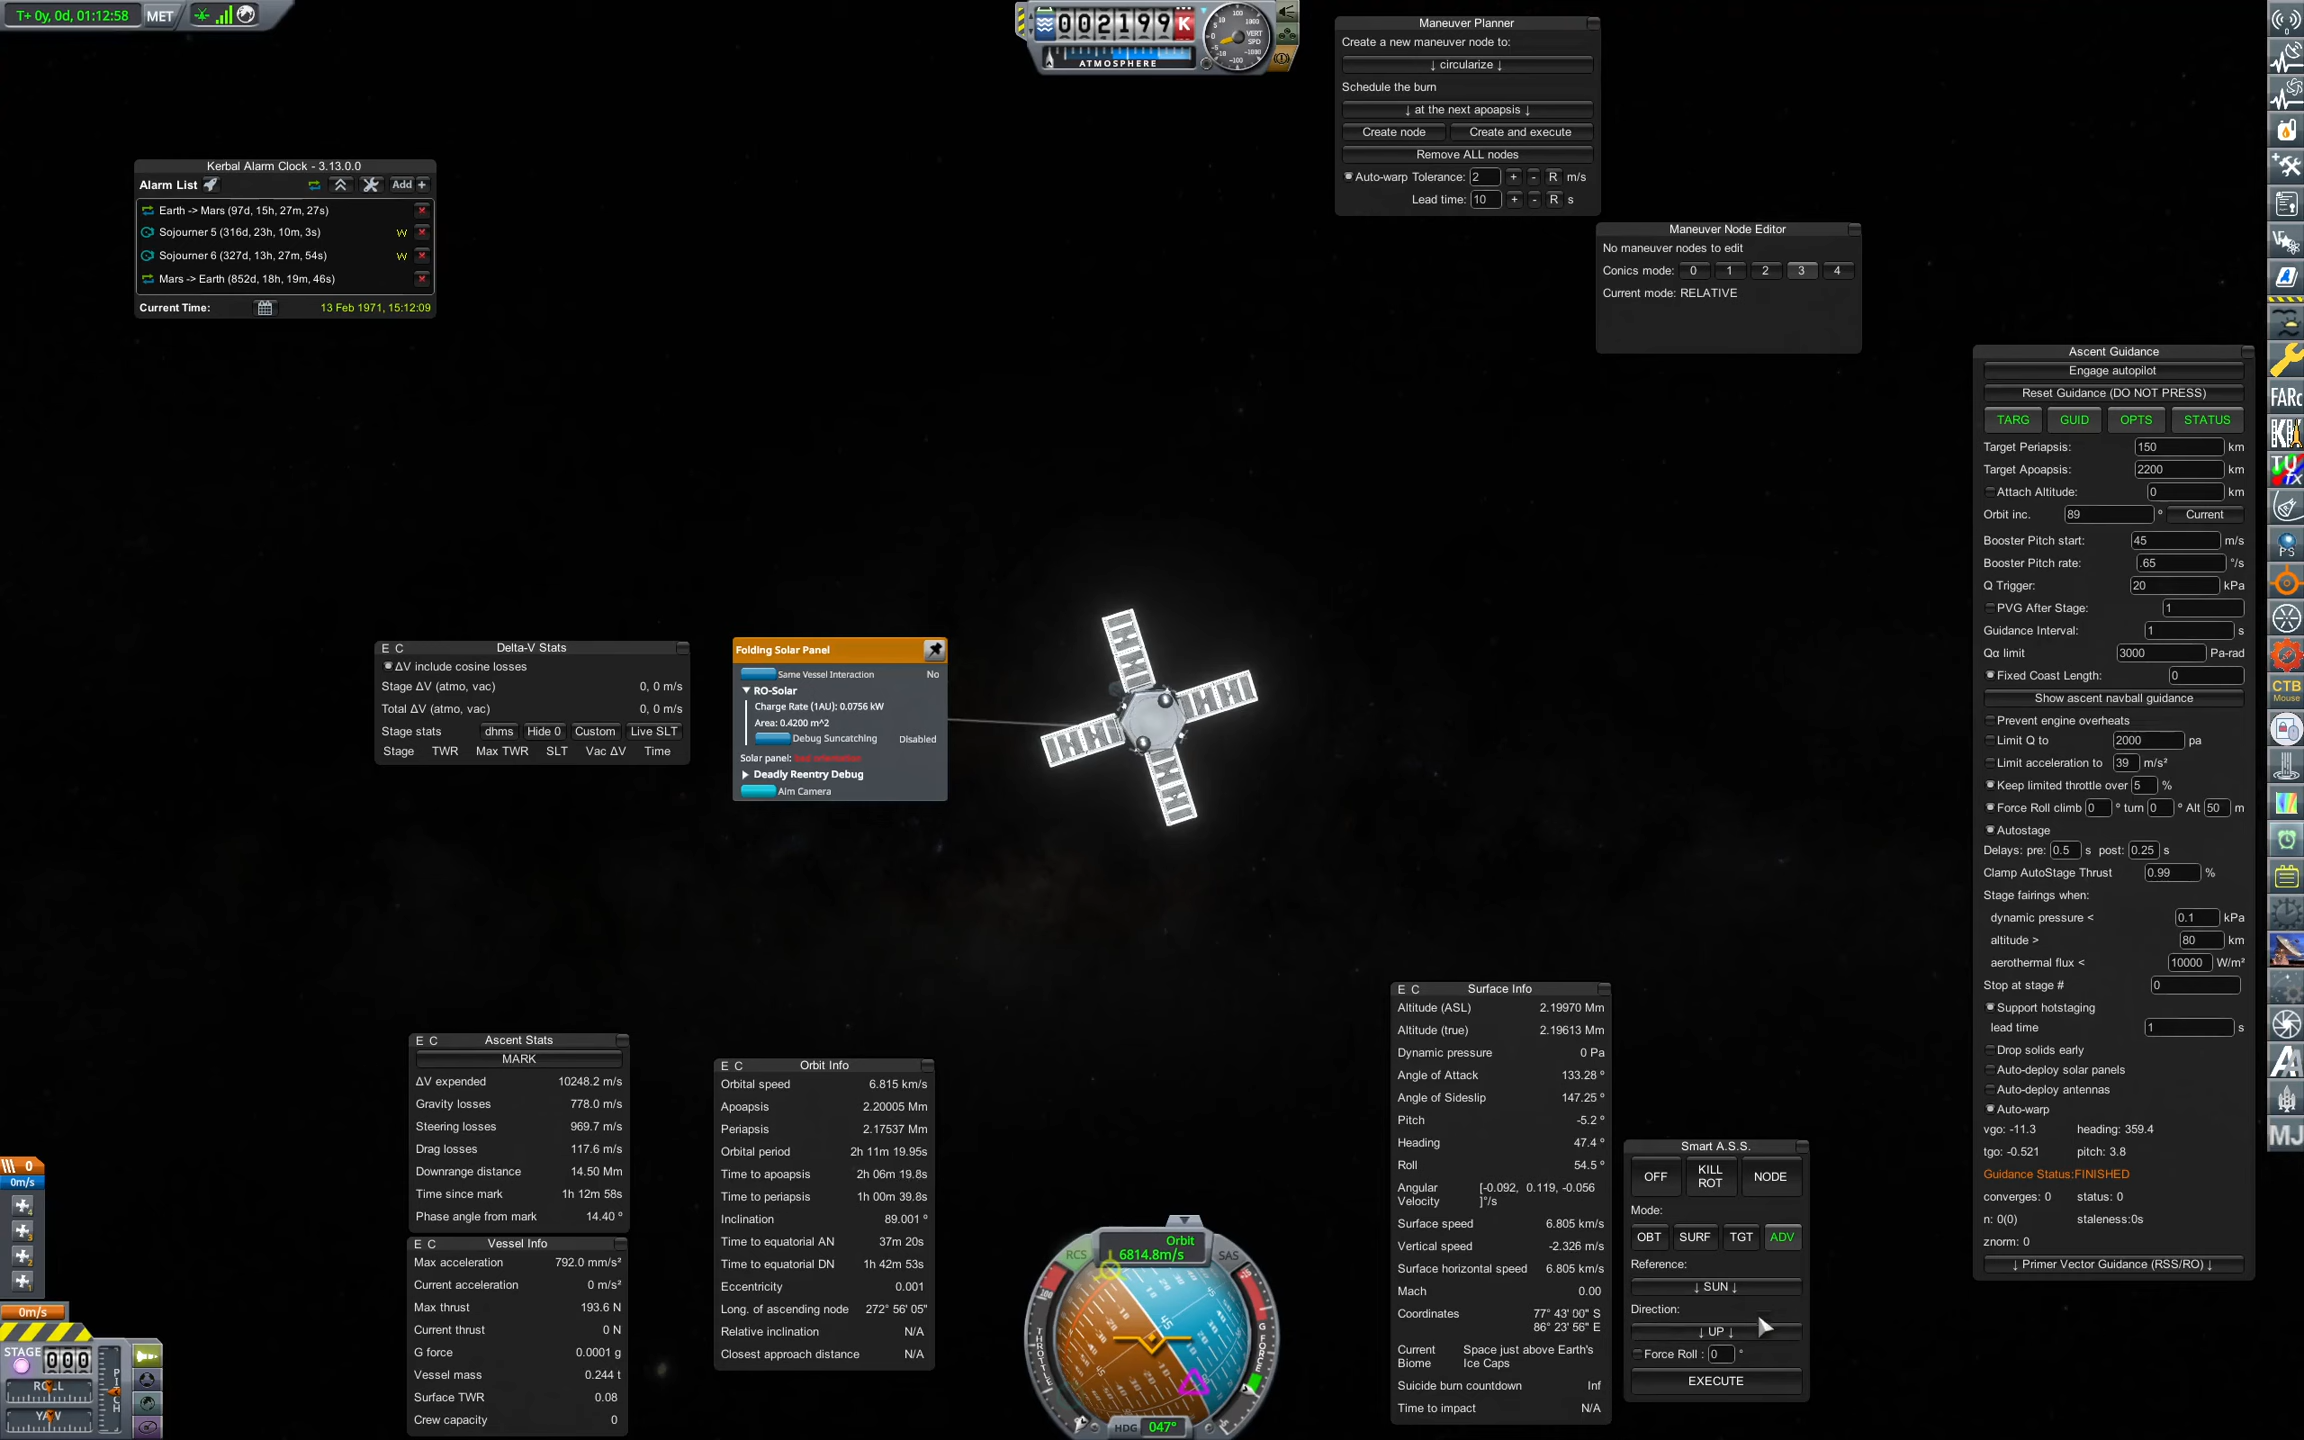 T+ 0y, 0d, 01:12:58 MET
002199 K
ATMOSPHERE
VERT SPD
Maneuver Planner
Create a new maneuver node to:
↓ circularize ↓
Schedule the burn
↓ at the next apoapsis ↓
Create node Create and execute
Remove ALL nodes
Auto-warp Tolerance: 2 + - R m/s
Lead time: 10 + - R s
Kerbal Alarm Clock - 3.13.0.0
Alarm List Add +
Earth -> Mars (97d, 15h, 27m, 27s)
Sojourner 5 (316d, 23h, 10m, 3s) W
Sojourner 6 (327d, 13h, 27m, 54s) W
Mars -> Earth (852d, 18h, 19m, 46s)
Current Time: 13 Feb 1971, 15:12:09
Maneuver Node Editor
No maneuver nodes to edit
Conics mode: 0 1 2 3 4
Current mode: RELATIVE
E C Delta-V Stats
ΔV include cosine losses
Stage ΔV (atmo, vac) 0, 0 m/s
Total ΔV (atmo, vac) 0, 0 m/s
Stage stats dhms Hide 0 Custom Live SLT
Stage TWR Max TWR SLT Vac ΔV Time
Folding Solar Panel
Same Vessel Interaction No
RO-Solar
Charge Rate (1AU): 0.0756 kW
Area: 0.4200 m^2
Debug Suncatching Disabled
Solar panel: bad orientation
Deadly Reentry Debug
Aim Camera
Ascent Guidance
Engage autopilot
Reset Guidance (DO NOT PRESS)
TARG GUID OPTS STATUS
Target Periapsis: 150 km
Target Apoapsis: 2200 km
Attach Altitude: 0 km
Orbit inc. 89 º Current
Booster Pitch start: 45 m/s
Booster Pitch rate: .65 °/s
Q Trigger: 20 kPa
PVG After Stage: 1
Guidance Interval: 1 s
Qα limit 3000 Pa-rad
Fixed Coast Length: 0
Show ascent navball guidance
Prevent engine overheats
Limit Q to 2000 pa
Limit acceleration to 39 m/s²
Keep limited throttle over 5 %
Force Roll climb 0 º turn 0 º Alt 50 m
Autostage
Delays: pre: 0.5 s post: 0.25 s
Clamp AutoStage Thrust 0.99 %
Stage fairings when:
dynamic pressure < 0.1 kPa
altitude > 80 km
aerothermal flux < 10000 W/m²
Stop at stage # 0
Support hotstaging
lead time 1 s
Drop solids early
Auto-deploy solar panels
Auto-deploy antennas
Auto-warp
vgo: -11.3 heading: 359.4
tgo: -0.521 pitch: 3.8
Guidance Status:FINISHED
converges: 0 status: 0
n: 0(0) staleness:0s
znorm: 0
↓ Primer Vector Guidance (RSS/RO) ↓
FARc
PS
CTB
Mouse
MJ
E C Ascent Stats
MARK
ΔV expended 10248.2 m/s
Gravity losses 778.0 m/s
Steering losses 969.7 m/s
Drag losses 117.6 m/s
Downrange distance 14.50 Mm
Time since mark 1h 12m 58s
Phase angle from mark 14.40 º
E C Vessel Info
Max acceleration 792.0 mm/s²
Current acceleration 0 m/s²
Max thrust 193.6 N
Current thrust 0 N
G force 0.0001 g
Vessel mass 0.244 t
Surface TWR 0.08
Crew capacity 0
E C Orbit Info
Orbital speed 6.815 km/s
Apoapsis 2.20005 Mm
Periapsis 2.17537 Mm
Orbital period 2h 11m 19.95s
Time to apoapsis 2h 06m 19.8s
Time to periapsis 1h 00m 39.8s
Inclination 89.001 º
Time to equatorial AN 37m 20s
Time to equatorial DN 1h 42m 53s
Eccentricity 0.001
Long. of ascending node 272° 56' 05"
Relative inclination N/A
Closest approach distance N/A
E C Surface Info
Altitude (ASL) 2.19970 Mm
Altitude (true) 2.19613 Mm
Dynamic pressure 0 Pa
Angle of Attack 133.28 º
Angle of Sideslip 147.25 º
Pitch -5.2 º
Heading 47.4 º
Roll 54.5 º
Angular Velocity [-0.092, 0.119, -0.056 ]°/s
Surface speed 6.805 km/s
Vertical speed -2.326 m/s
Surface horizontal speed 6.805 km/s
Mach 0.00
Coordinates 77° 43' 00" S
86° 23' 56" E
Current Biome Space just above Earth's Ice Caps
Suicide burn countdown Inf
Time to impact N/A
Smart A.S.S.
OFF KILL ROT NODE
Mode:
OBT SURF TGT ADV
Reference:
↓ SUN ↓
Direction:
↓ UP ↓
Force Roll : 0 °
EXECUTE
0
0m/s
4
3
2
1
0m/s
STAGE 000
ROLL
YAW
PITCH
RCS Orbit SAS
6814.8m/s
THROTTLE
G FORCE
HDG 047°